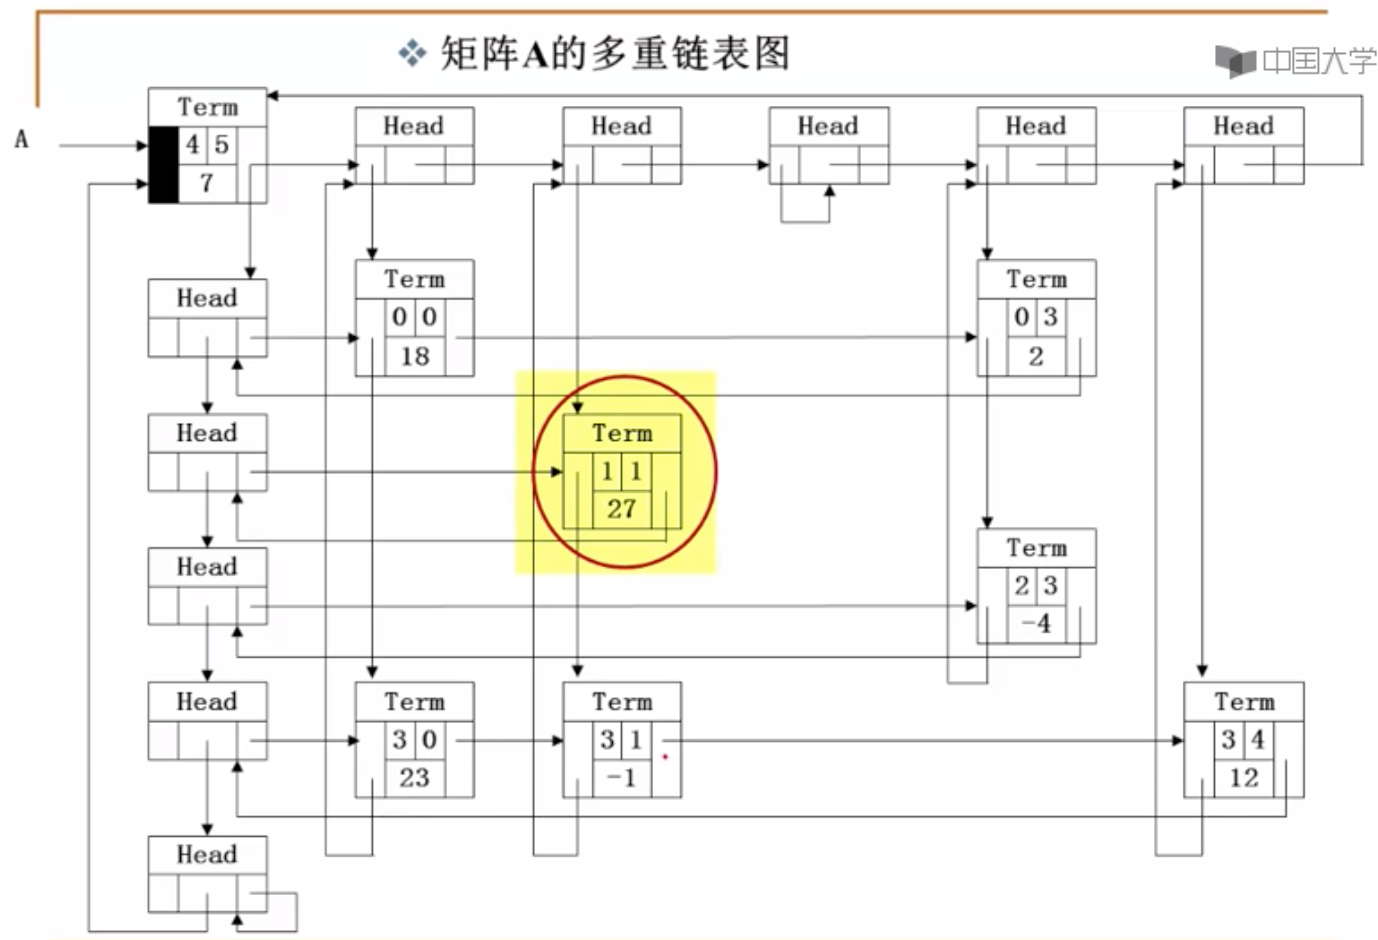 ❖ 矩阵A的多重链表图
中国大学
Term
A
4 5
7
Head
Head
Head
Head
Head
Head
Term
0 0
18
Term
0 3
2
Head
Term
1 1
27
Head
Term
2 3
-4
Head
Term
3 0
23
Term
3 1
-1
Term
3 4
12
Head